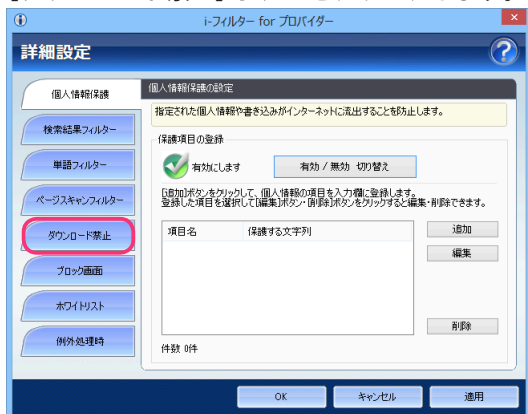 i-フィルター for プロバイダー
詳細設定
個人情報保護
検索結果フィルター
単語フィルター
ページスキャンフィルター
ダウンロード禁止
ブロック画面
ホワイトリスト
例外処理時
個人情報保護の設定
指定された個人情報や書き込みがインターネットに流出することを防止します。
保護項目の登録
有効にします
有効 / 無効 切り替え
[追加]ボタンをクリックして、個人情報の項目を入力欄に登録します。
登録した項目を選択して[編集]ボタン・[削除]ボタンをクリックすると編集・削除できます。
項目名 保護する文字列
追加
編集
削除
件数 0件
OK キャンセル 適用